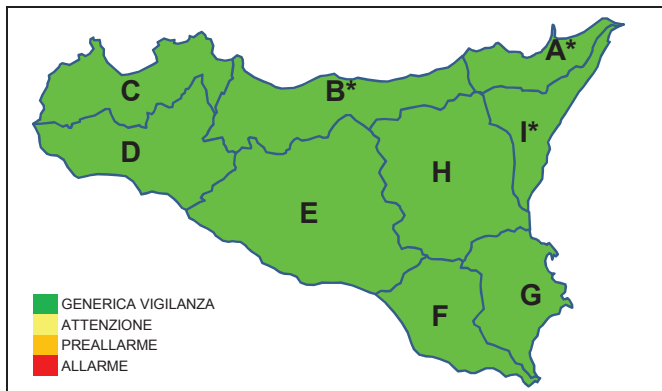 A*
C
B*
I*
D
H
E
G
F
GENERICA VIGILANZA
ATTENZIONE
PREALLARME
ALLARME